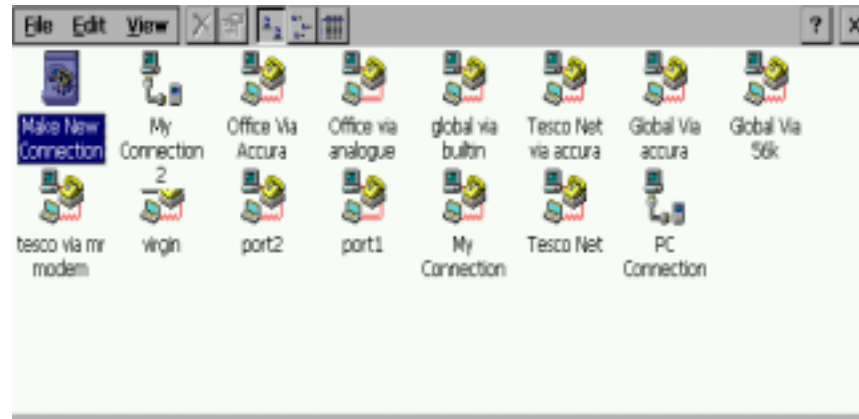 File Edit View ? X
Make New
Connection
My
Connection
2
Office Via
Accura
Office via
analogue
global via
builtin
Tesco Net
via accura
Global Via
accura
Global Via
56k
tesco via mr
modem
virgin
port2
port1
My
Connection
Tesco Net
PC
Connection